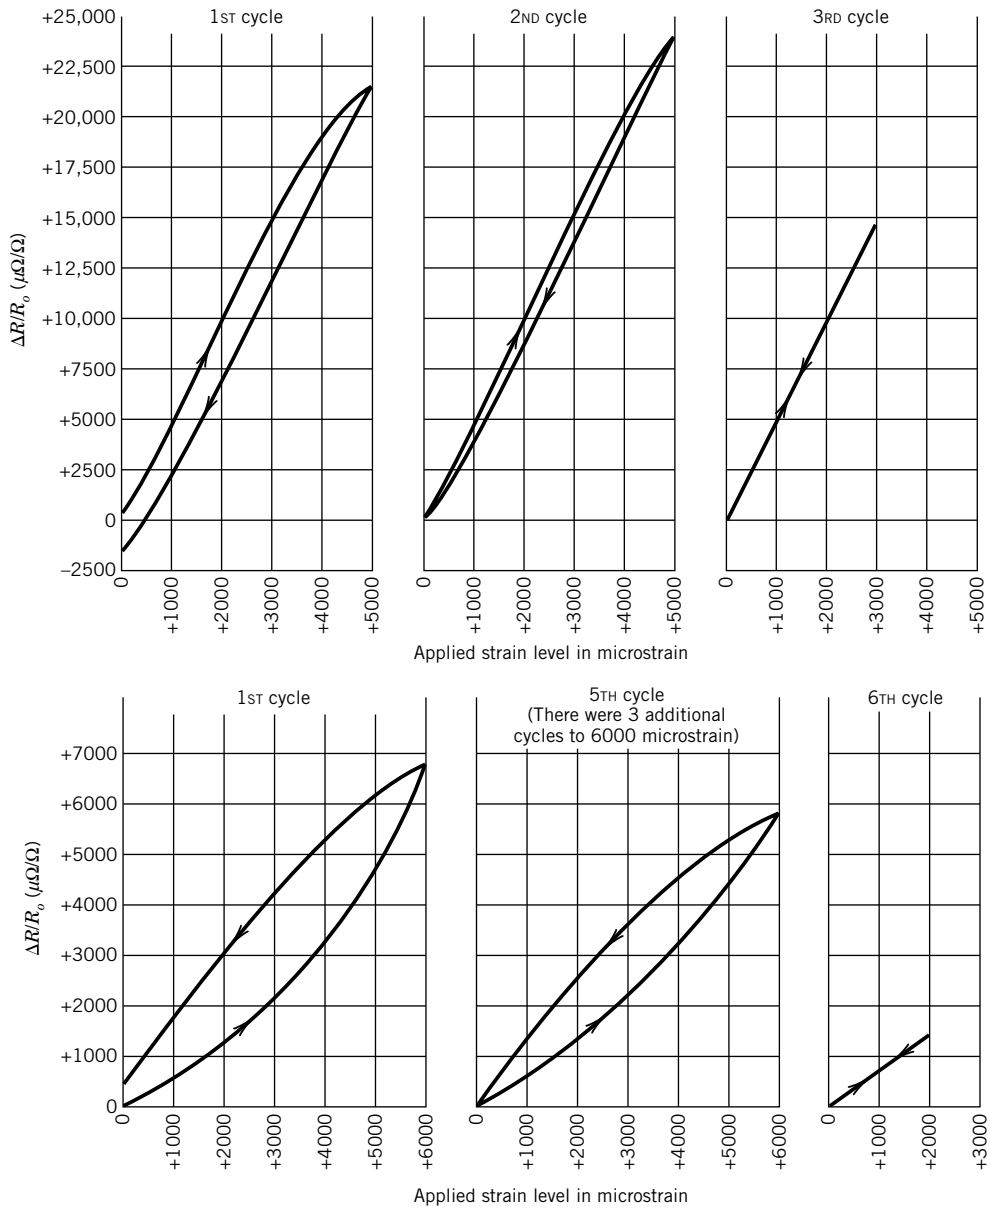 1ST cycle
2ND cycle
3RD cycle
+25,000
+22,500
+20,000
+17,500
+15,000
+12,500
+10,000
+7500
+5000
+2500
0
−2500
ΔR/Rₒ (μΩ/Ω)
0 +1000 +2000 +3000 +4000 +5000
0 +1000 +2000 +3000 +4000 +5000
0 +1000 +2000 +3000 +4000 +5000
Applied strain level in microstrain
1ST cycle
5TH cycle
(There were 3 additional
cycles to 6000 microstrain)
6TH cycle
+7000
+6000
+5000
+4000
+3000
+2000
+1000
0
ΔR/Rₒ (μΩ/Ω)
0 +1000 +2000 +3000 +4000 +5000 +6000
0 +1000 +2000 +3000 +4000 +5000 +6000
0 +1000 +2000 +3000
Applied strain level in microstrain